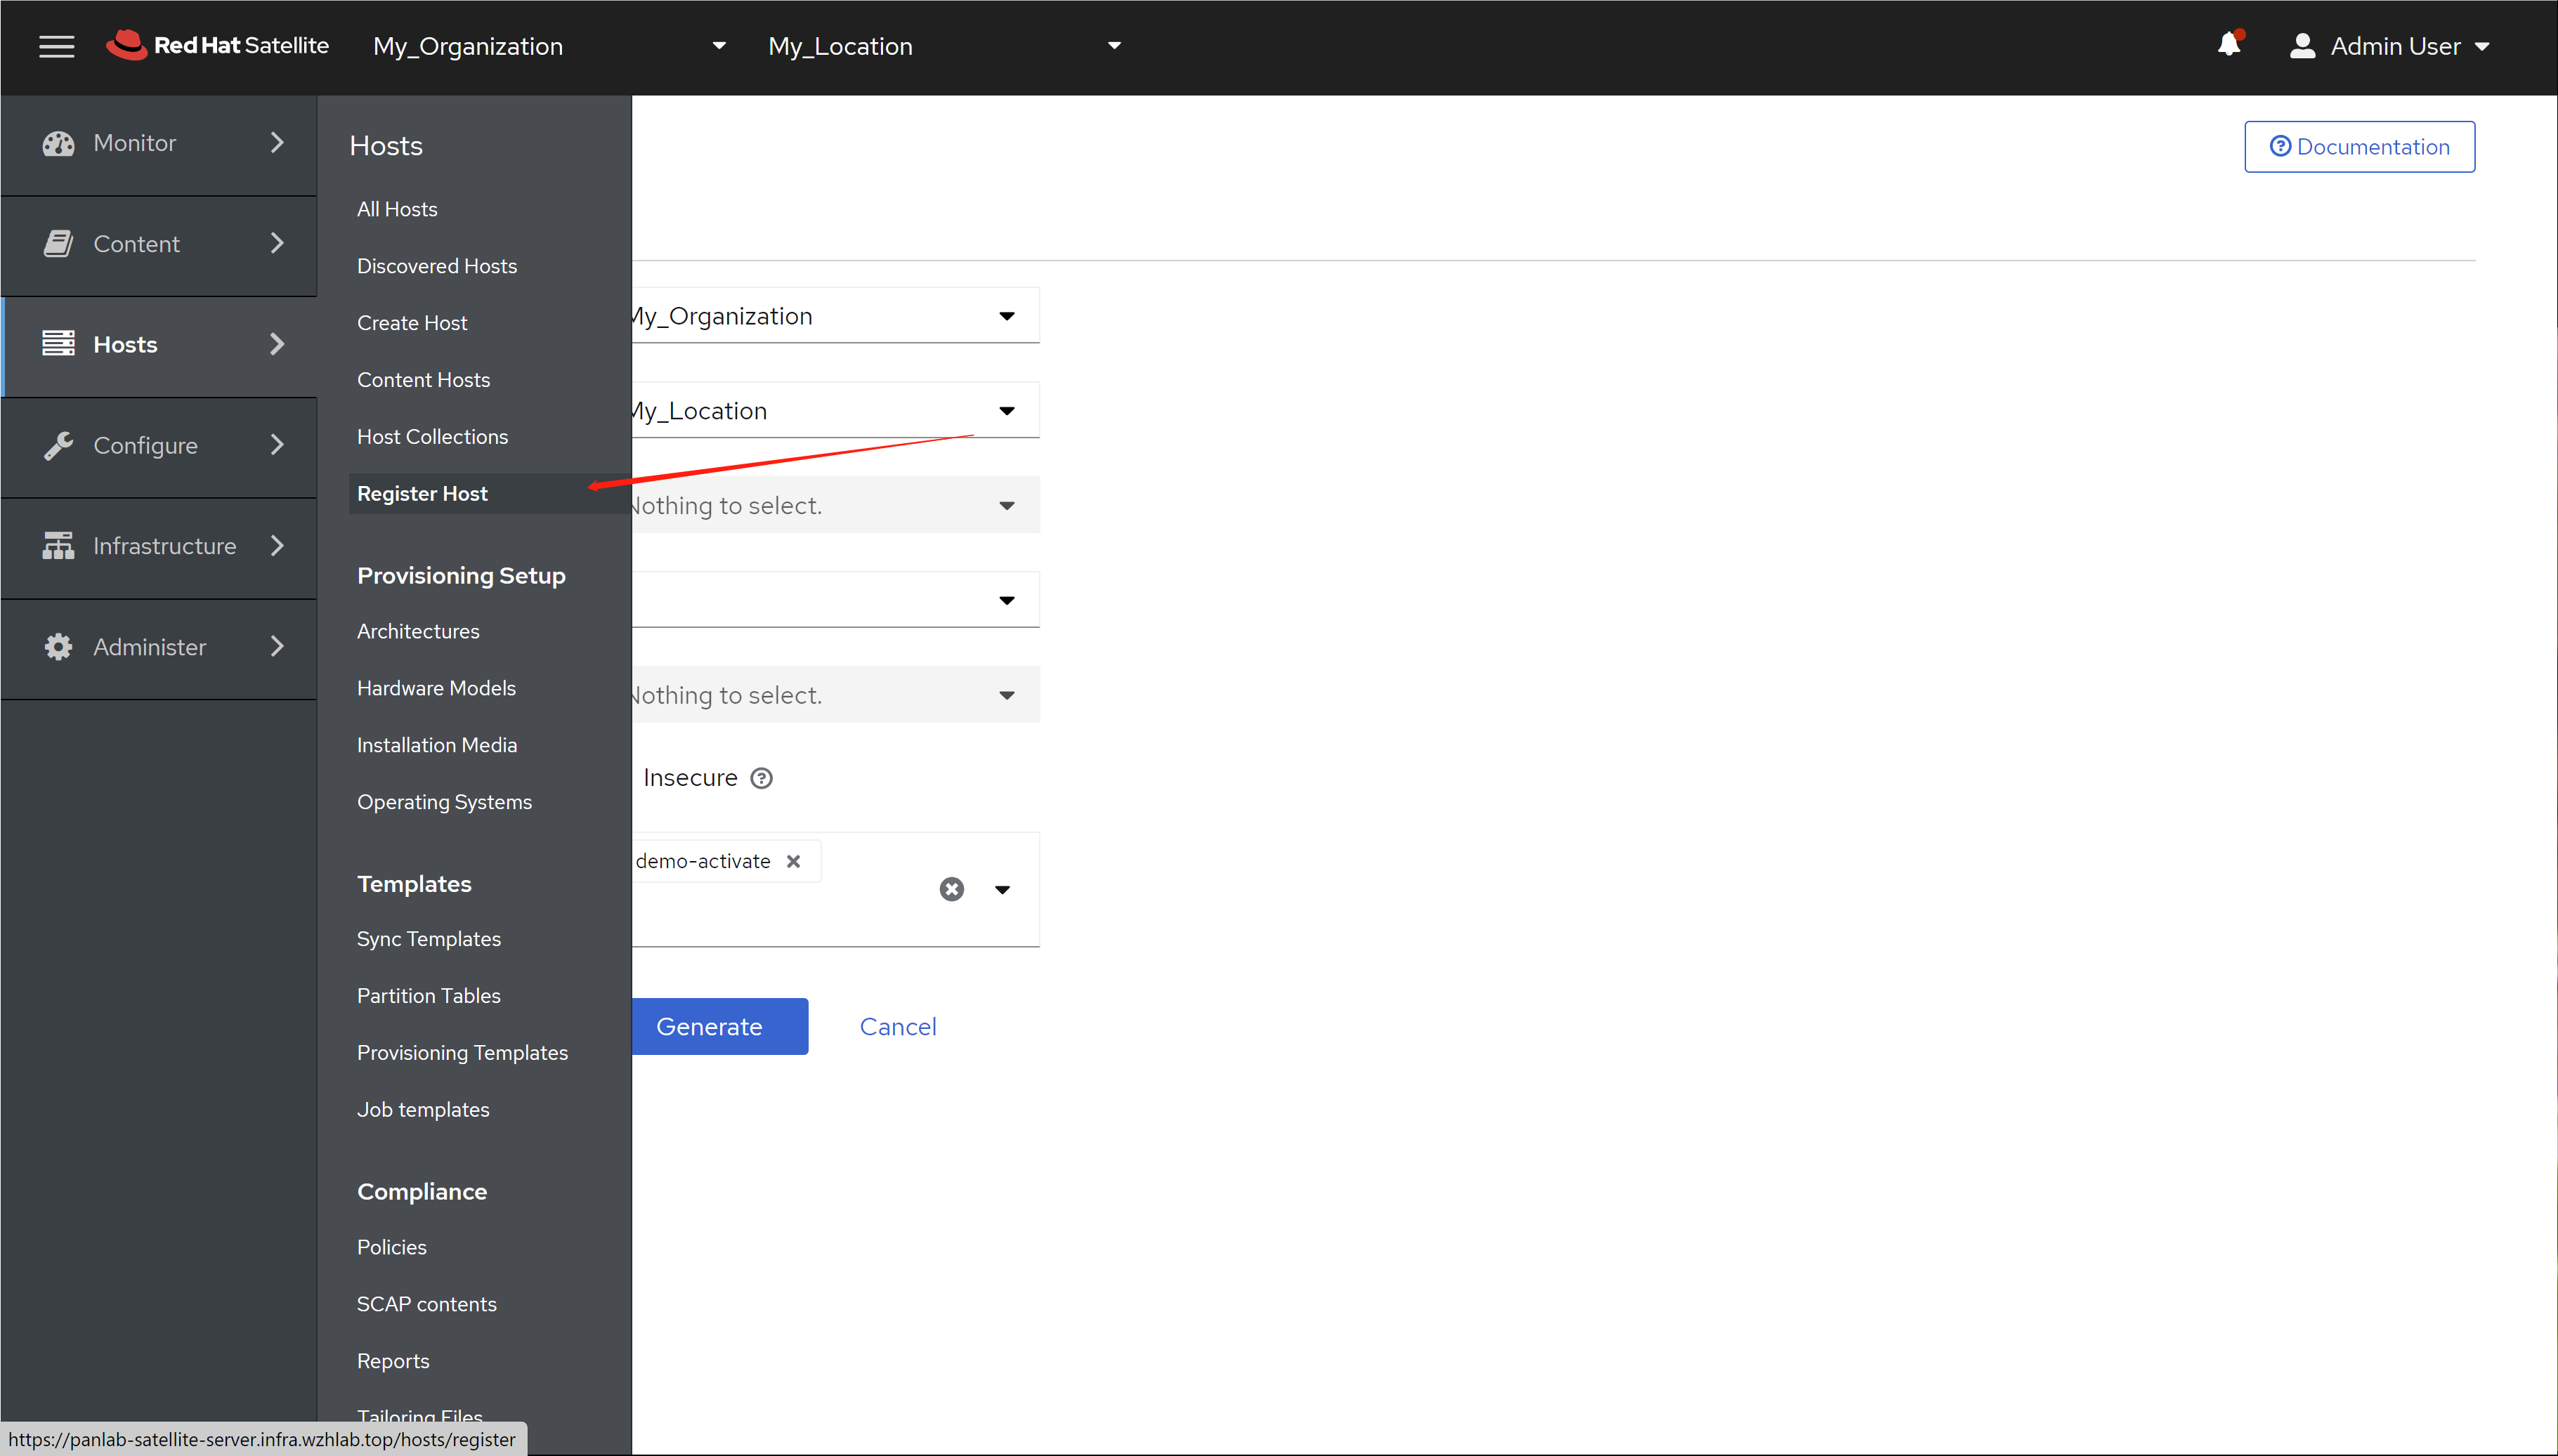 Red Hat Satellite
My_Organization
My_Location
Admin User
Monitor
Content
Hosts
Configure
Infrastructure
Administer
Hosts
All Hosts
Discovered Hosts
Create Host
Content Hosts
Host Collections
Register Host
Provisioning Setup
Architectures
Hardware Models
Installation Media
Operating Systems
Templates
Sync Templates
Partition Tables
Provisioning Templates
Job templates
Compliance
Policies
SCAP contents
Reports
Tailoring Files
Documentation
My_Organization
My_Location
Nothing to select.
Nothing to select.
Insecure
demo-activate
Generate
Cancel
https://panlab-satellite-server.infra.wzhlab.top/hosts/register